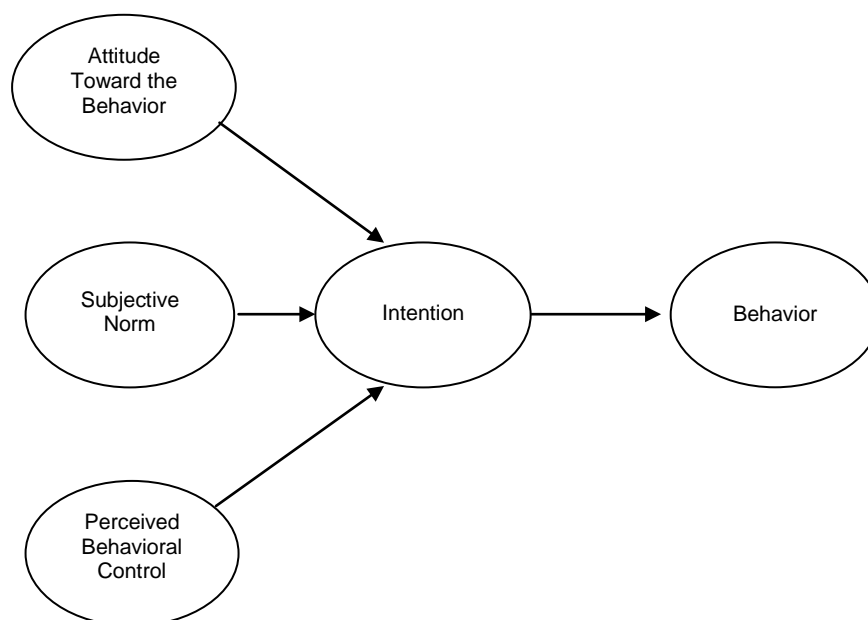 Attitude
Toward the
Behavior
Subjective
Norm
Intention
Behavior
Perceived
Behavioral
Control